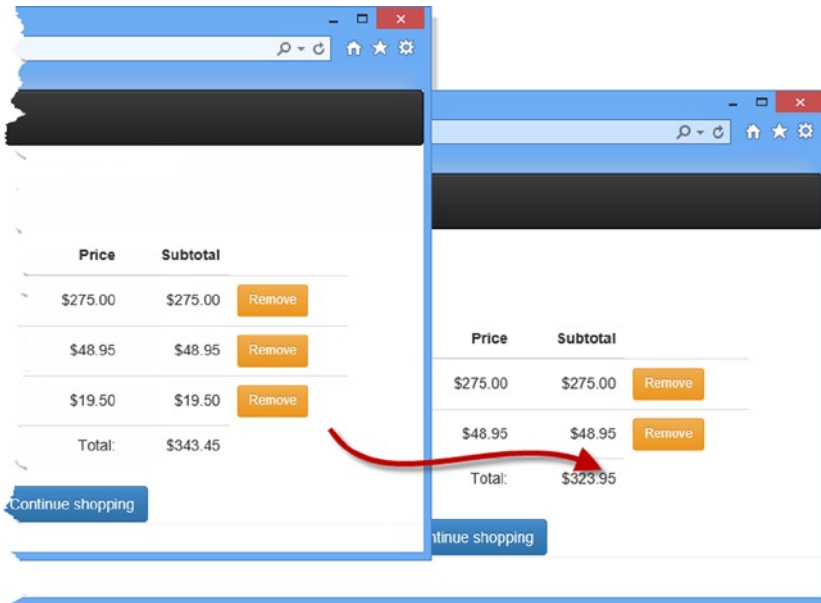 Price Subtotal
$275.00 $275.00 Remove
$48.95 $48.95 Remove
$19.50 $19.50 Remove
Total: $343.45
Continue shopping
Price Subtotal
$275.00 $275.00 Remove
$48.95 $48.95 Remove
Total: $323.95
ntinue shopping